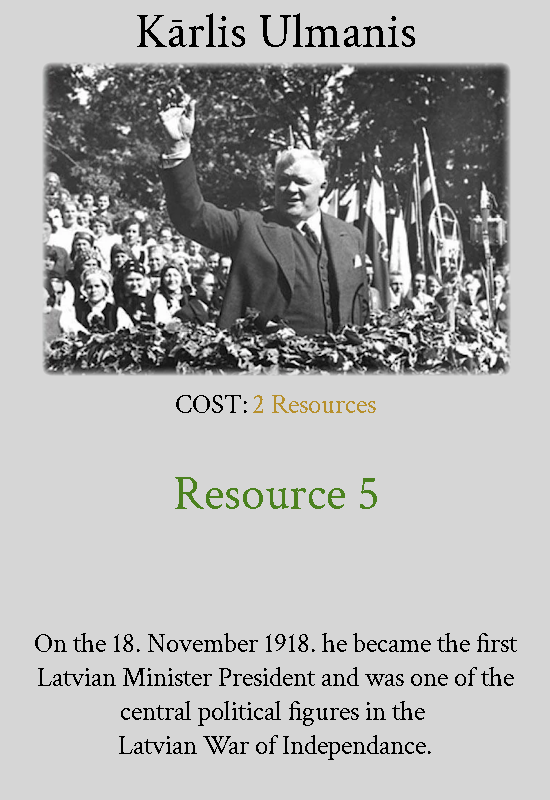 Kārlis Ulmanis
COST: 2 Resources
Resource 5
On the 18. November 1918. he became the first
Latvian Minister President and was one of the
central political figures in the
Latvian War of Independance.